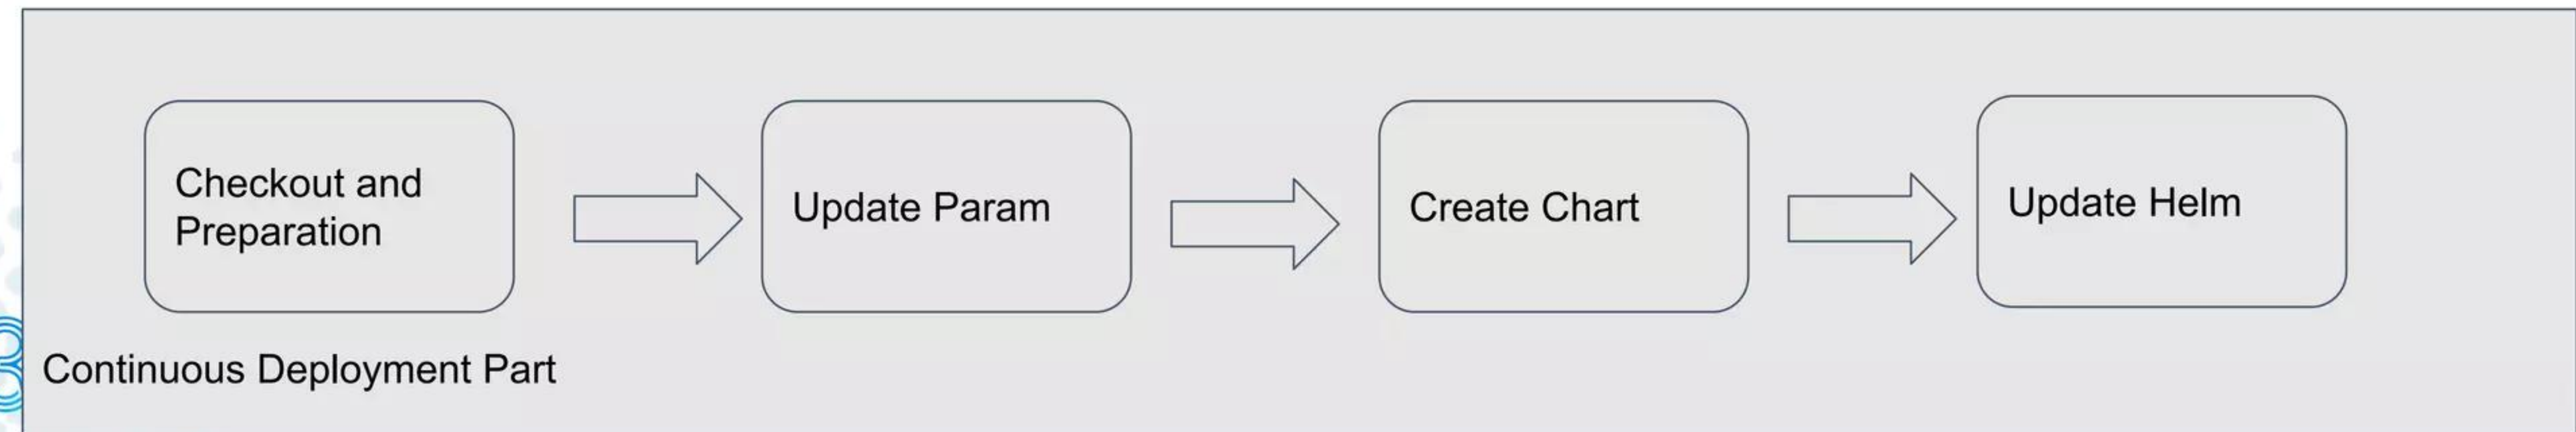 Checkout and
Preparation
Update Param
Create Chart
Update Helm
Continuous Deployment Part